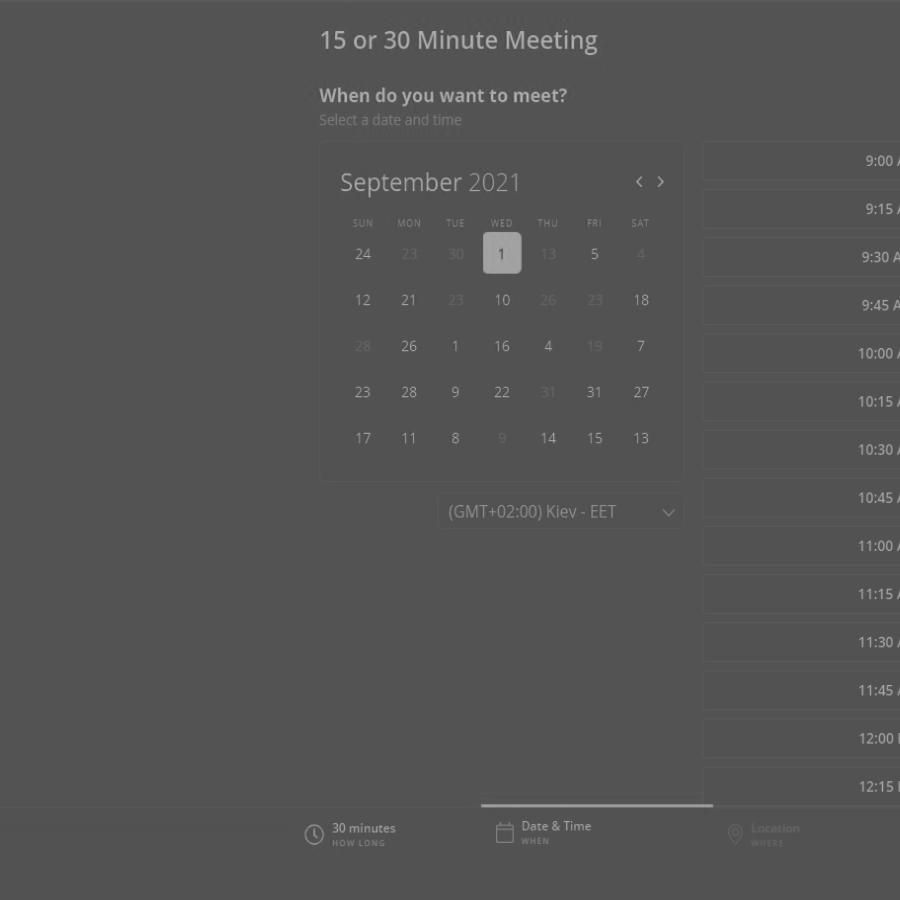 15 or 30 Minute Meeting
When do you want to meet?
Select a date and time
September 2021
SUN MON TUE WED THU FRI SAT
24 23 30 1 13 5 4
12 21 23 10 26 23 18
28 26 1 16 4 19 7
23 28 9 22 31 31 27
17 11 8 9 14 15 13
(GMT+02:00) Kiev - EET
9:00 A
9:15 A
9:30 A
9:45 A
10:00 A
10:15 A
10:30 A
10:45 A
11:00 A
11:15 A
11:30 A
11:45 A
12:00
12:15
30 minutes
HOW LONG
Date & Time
WHEN
Location
WHERE